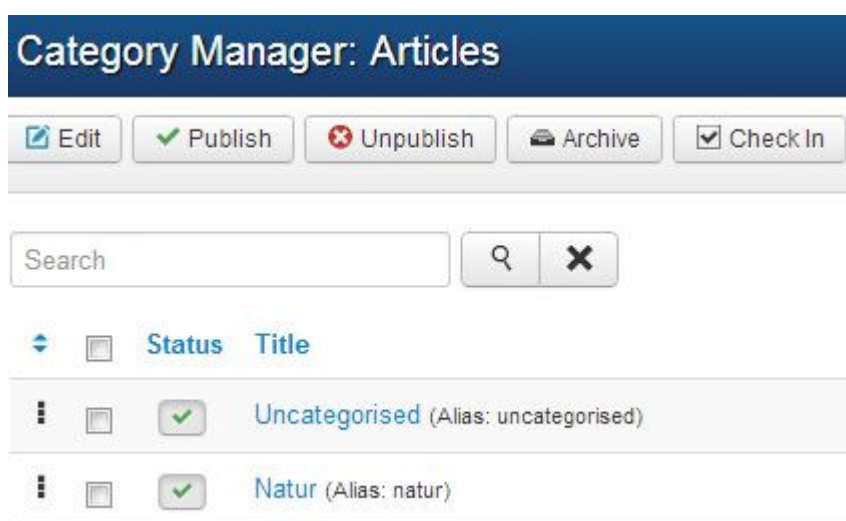 Category Manager: Articles
Edit Publish Unpublish Archive Check In
Search
Status Title
Uncategorised (Alias: uncategorised)
Natur (Alias: natur)